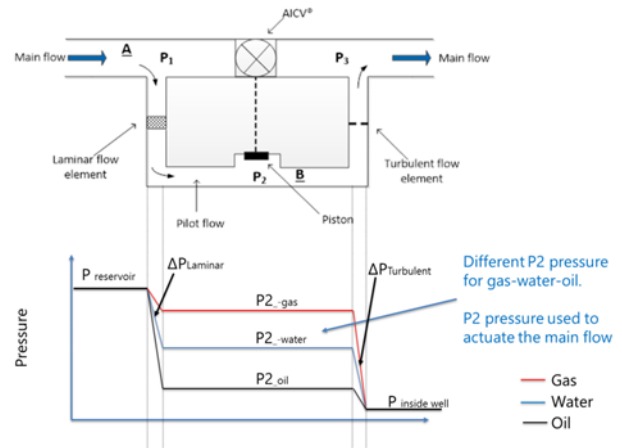 AICV®
A
P1
P3
Main flow
Main flow
Laminar flow
element
Turbulent flow
element
P2
B
Pilot flow
Piston
P reservoir
ΔPLaminar
ΔPTurbulent
Different P2 pressure
for gas-water-oil.
P2 pressure used to
actuate the main flow
P2_-gas
P2_-water
P2_oil
P inside well
Pressure
Gas
Water
Oil